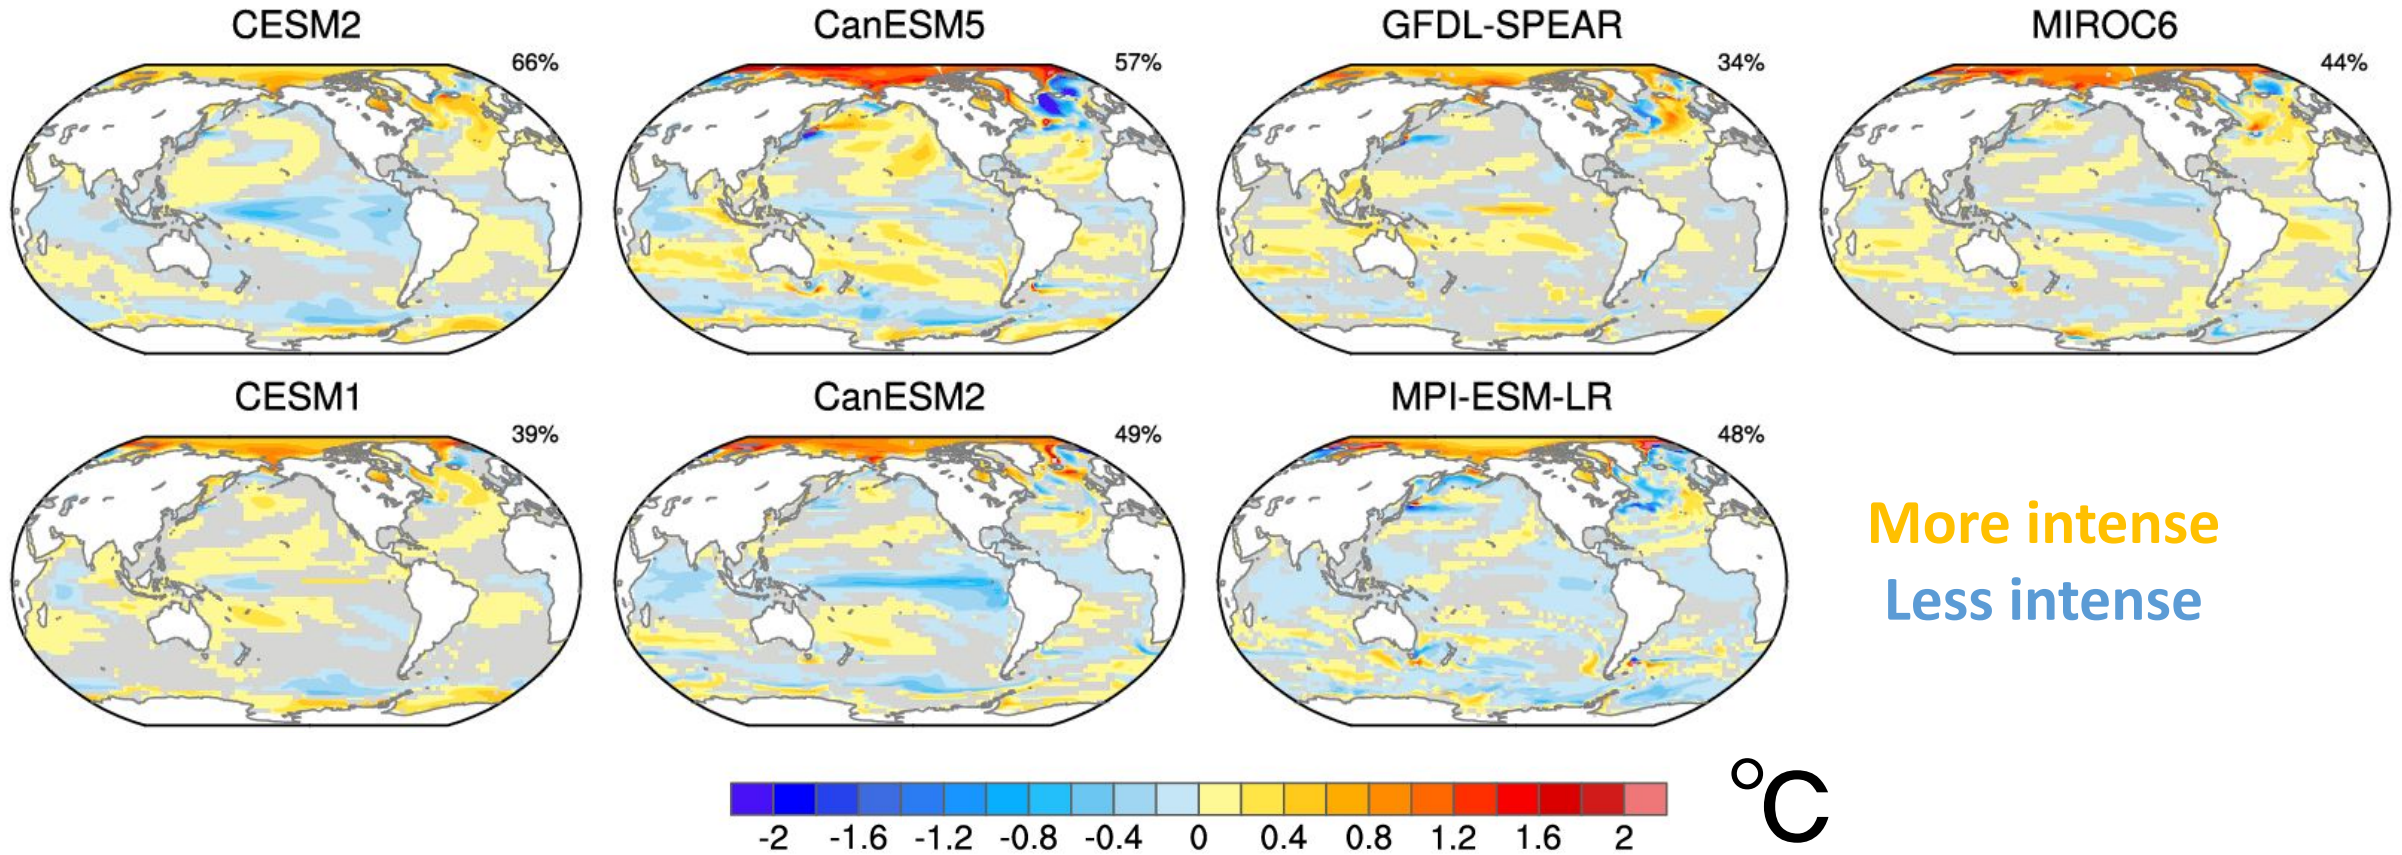 CESM2
66%
CanESM5
57%
GFDL-SPEAR
34%
MIROC6
44%
CESM1
39%
CanESM2
49%
MPI-ESM-LR
48%
More intense
Less intense
-2 -1.6 -1.2 -0.8 -0.4 0 0.4 0.8 1.2 1.6 2
°C